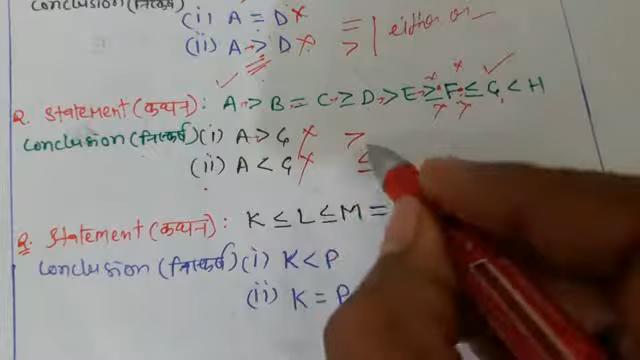 Conclusion (निष्कर्ष)
(i) A = D × =
(ii) A > D × > either or
Q. Statement (कथन): A > B = C ≥ D > E ≥ F ≤ G < H
Conclusion (निष्कर्ष) (i) A > G × >
(ii) A < G × ≤
Q. Statement (कथन): K ≤ L ≤ M =
Conclusion (निष्कर्ष) (i) K < P
(ii) K = P